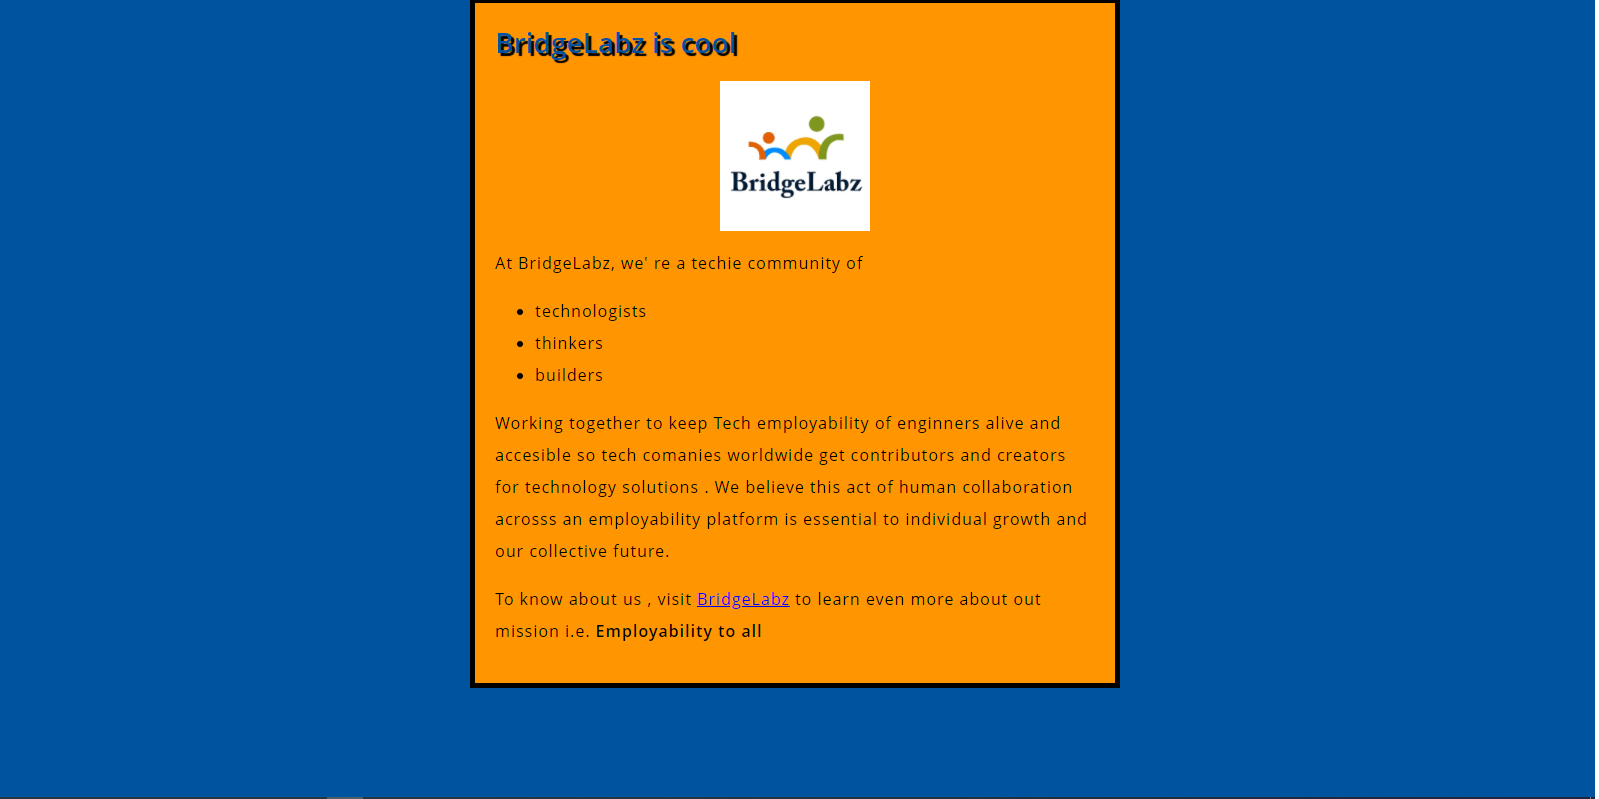 BridgeLabz is cool
BridgeLabz
At BridgeLabz, we' re a techie community of
technologists
thinkers
builders
Working together to keep Tech employability of enginners alive and
accesible so tech comanies worldwide get contributors and creators
for technology solutions . We believe this act of human collaboration
acrosss an employability platform is essential to individual growth and
our collective future.
To know about us , visit BridgeLabz to learn even more about out
mission i.e. Employability to all